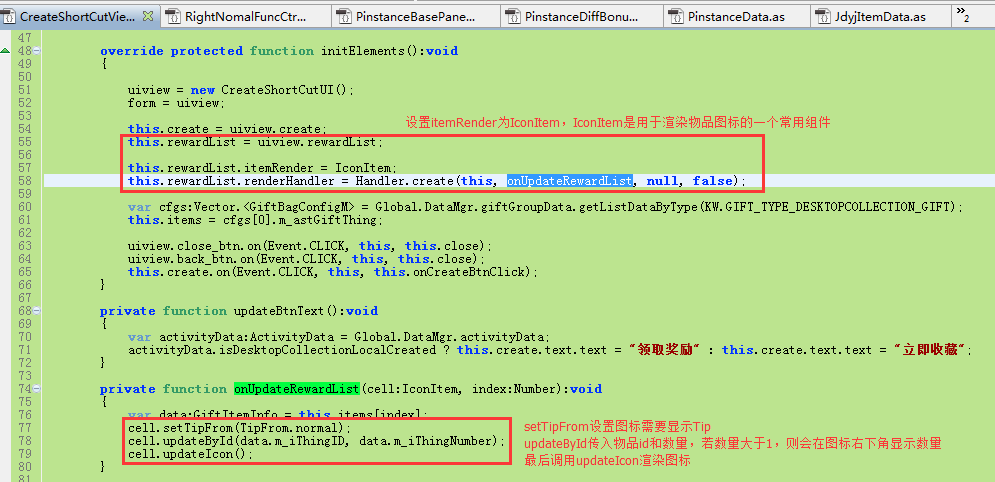 CreateShortCutVie... RightNomalFuncCtr... PinstanceBasePane... PinstanceDiffBonu... PinstanceData.as JdyjItemData.as »2
47
48 override protected function initElements():void
49 {
50
51 uiview = new CreateShortCutUI();
52 form = uiview;
53
54 this.create = uiview.create;
设置itemRender为IconItem，IconItem是用于渲染物品图标的一个常用组件
55 this.rewardList = uiview.rewardList;
56
57 this.rewardList.itemRender = IconItem;
58 this.rewardList.renderHandler = Handler.create(this, onUpdateRewardList, null, false);
59
60 var cfgs:Vector.<GiftBagConfigM> = Global.DataMgr.giftGroupData.getListDataByType(KW.GIFT_TYPE_DESKTOPCOLLECTION_GIFT);
61 this.items = cfgs[0].m_astGiftThing;
62
63 uiview.close_btn.on(Event.CLICK, this, this.close);
64 uiview.back_btn.on(Event.CLICK, this, this.close);
65 this.create.on(Event.CLICK, this, this.onCreateBtnClick);
66 }
67
68 private function updateBtnText():void
69 {
70 var activityData:ActivityData = Global.DataMgr.activityData;
71 activityData.isDesktopCollectionLocalCreated ? this.create.text.text = "领取奖励" : this.create.text.text = "立即收藏";
72 }
73
74 private function onUpdateRewardList(cell:IconItem, index:Number):void
75 {
76 var data:GiftItemInfo = this.items[index];
77 cell.setTipFrom(TipFrom.normal);
78 cell.updateById(data.m_iThingID, data.m_iThingNumber);
79 cell.updateIcon();
setTipFrom设置图标需要显示Tip
updateById传入物品id和数量，若数量大于1，则会在图标右下角显示数量
最后调用updateIcon渲染图标
80 }
81